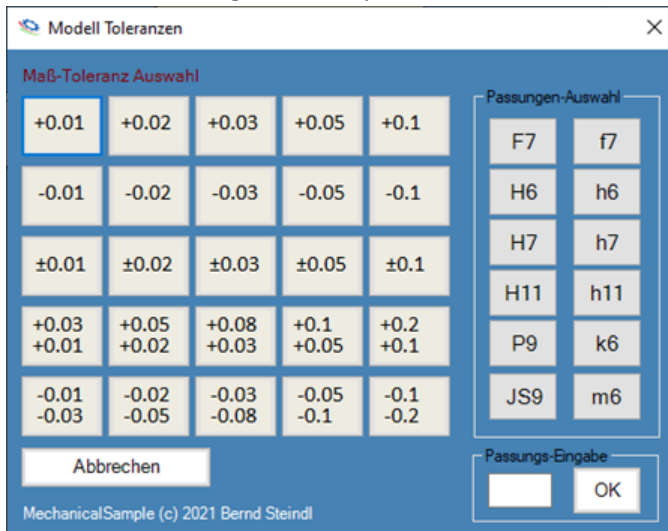 Modell Toleranzen
Maß-Toleranz Auswahl
+0.01 +0.02 +0.03 +0.05 +0.1
-0.01 -0.02 -0.03 -0.05 -0.1
±0.01 ±0.02 ±0.03 ±0.05 ±0.1
+0.03 +0.05 +0.08 +0.1 +0.2
+0.01 +0.02 +0.03 +0.05 +0.1
-0.01 -0.02 -0.03 -0.05 -0.1
-0.03 -0.05 -0.08 -0.1 -0.2
Abbrechen
MechanicalSample (c) 2021 Bernd Steindl
Passungen-Auswahl
F7 f7
H6 h6
H7 h7
H11 h11
P9 k6
JS9 m6
Passungs-Eingabe
OK